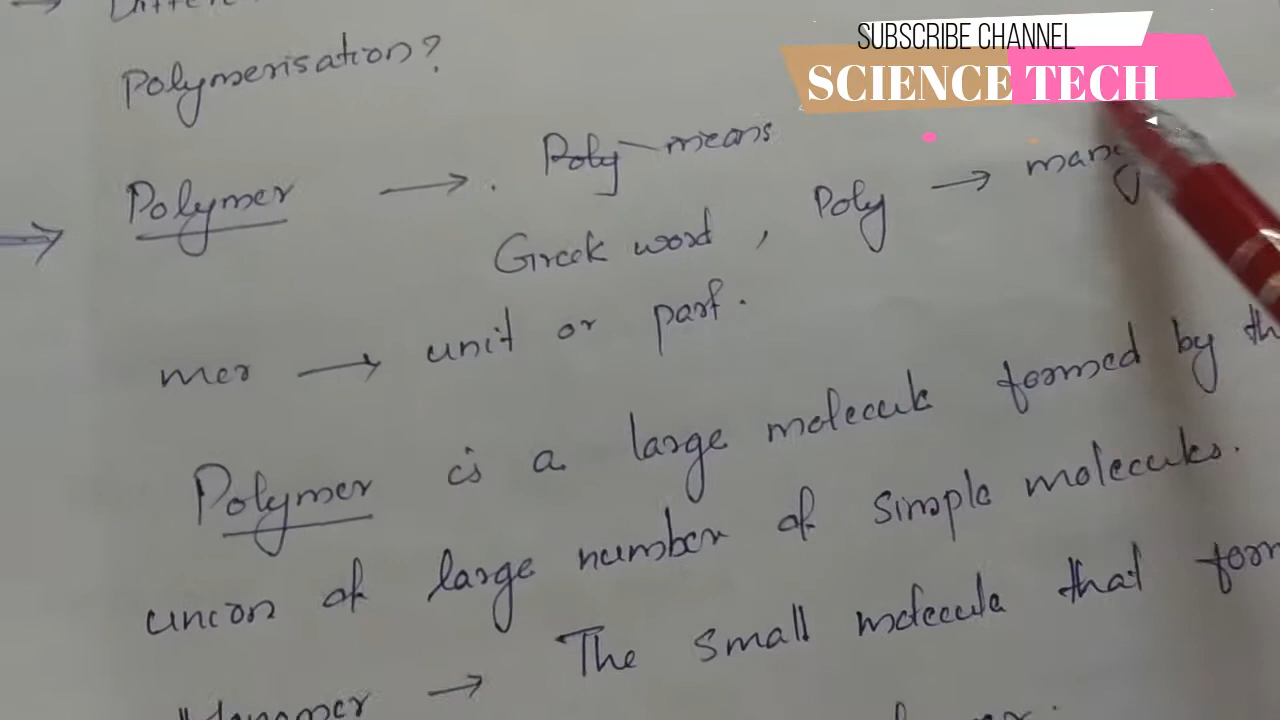 SUBSCRIBE CHANNEL
SCIENCE TECH
Polymerisation?
Polymer → . Poly means
Greek word , Poly → many
mer → unit or part.
Polymer is a large molecule formed by th
union of large number of simple molecules.
→ The small molecule that form